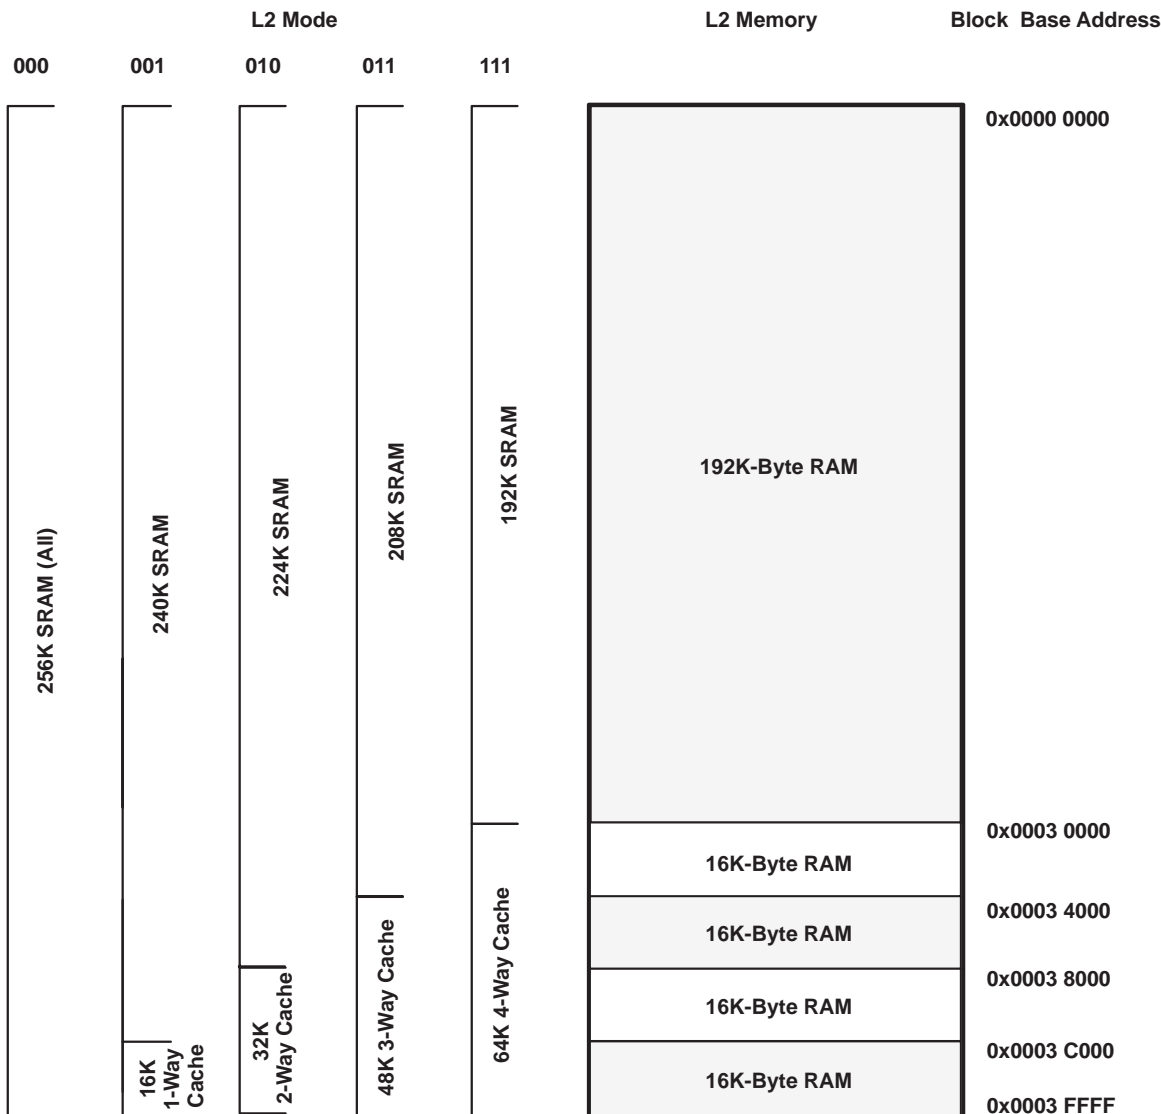 L2 Mode
L2 Memory
Block Base Address
000
001
010
011
111
0x0000 0000
256K SRAM (All)
240K SRAM
224K SRAM
208K SRAM
192K SRAM
192K-Byte RAM
0x0003 0000
16K-Byte RAM
0x0003 4000
16K-Byte RAM
0x0003 8000
16K-Byte RAM
0x0003 C000
16K-Byte RAM
0x0003 FFFF
16K
1-Way
Cache
32K
2-Way Cache
48K 3-Way Cache
64K 4-Way Cache